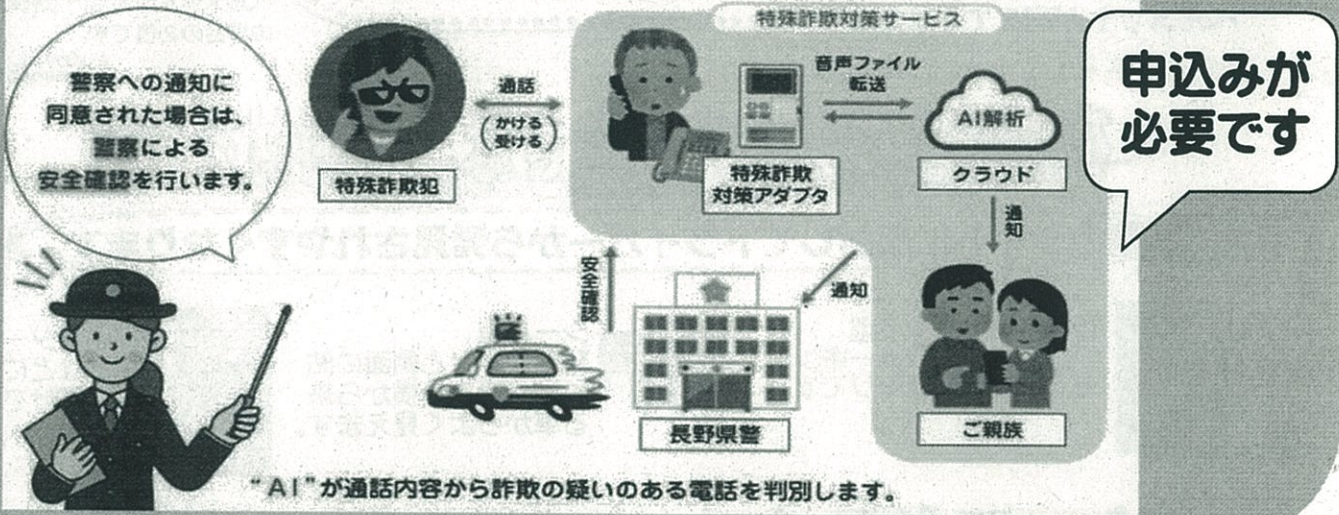 特殊詐欺対策サービス
警察への通知に
同意された場合は、
警察による
安全確認を行います。
特殊詐欺犯
通話
(かける
受ける)
特殊詐欺
対策アダプタ
音声ファイル
転送
AI解析
クラウド
通知
ご親族
通知
安全確認
長野県警
申込みが
必要です
“AI”が通話内容から詐欺の疑いのある電話を判別します。